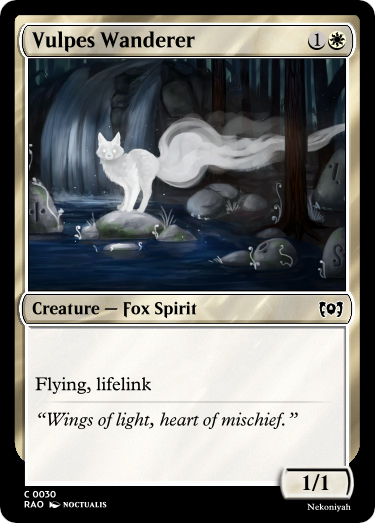 Vulpes Wanderer 1
Creature — Fox Spirit
Flying, lifelink
“Wings of light, heart of mischief.”
1/1
C 0030
RAO NOCTUALIS
Nekoniyah